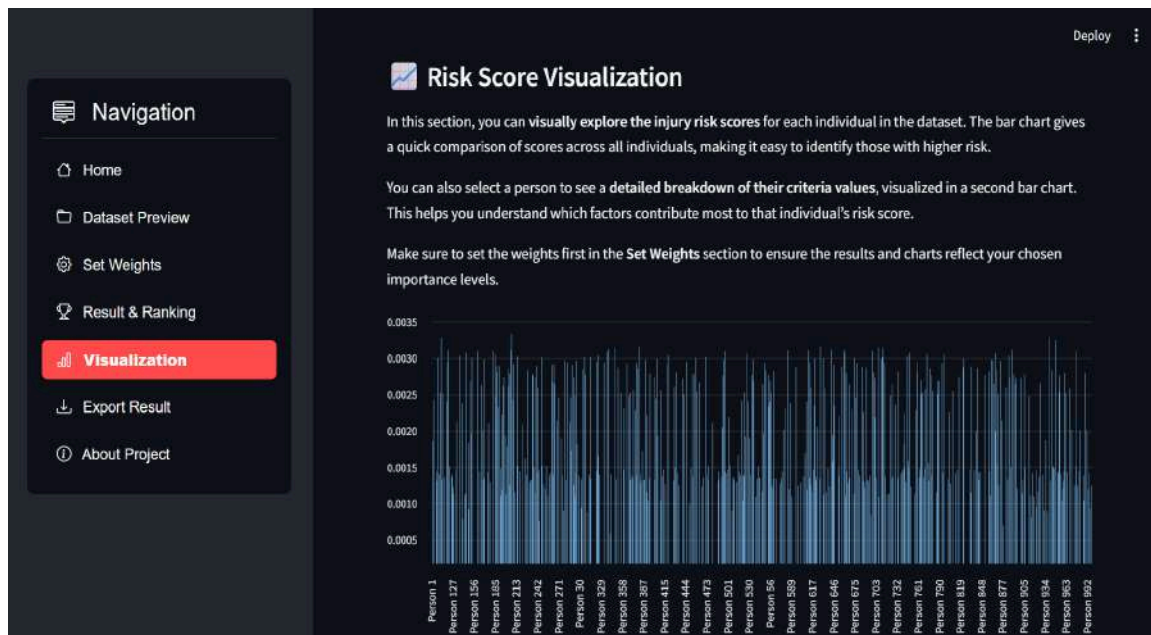 Deploy
Navigation
Home
Dataset Preview
Set Weights
Result & Ranking
Visualization
Export Result
About Project
Risk Score Visualization
In this section, you can visually explore the injury risk scores for each individual in the dataset. The bar chart gives
a quick comparison of scores across all individuals, making it easy to identify those with higher risk.
You can also select a person to see a detailed breakdown of their criteria values, visualized in a second bar chart.
This helps you understand which factors contribute most to that individual's risk score.
Make sure to set the weights first in the Set Weights section to ensure the results and charts reflect your chosen
importance levels.
0.0035
0.0030
0.0025
0.0020
0.0015
0.0010
0.0005
Person 1
Person 127
Person 156
Person 185
Person 213
Person 242
Person 271
Person 30
Person 329
Person 358
Person 387
Person 415
Person 444
Person 473
Person 501
Person 530
Person 56
Person 589
Person 617
Person 646
Person 675
Person 703
Person 732
Person 761
Person 790
Person 819
Person 848
Person 877
Person 905
Person 934
Person 963
Person 992